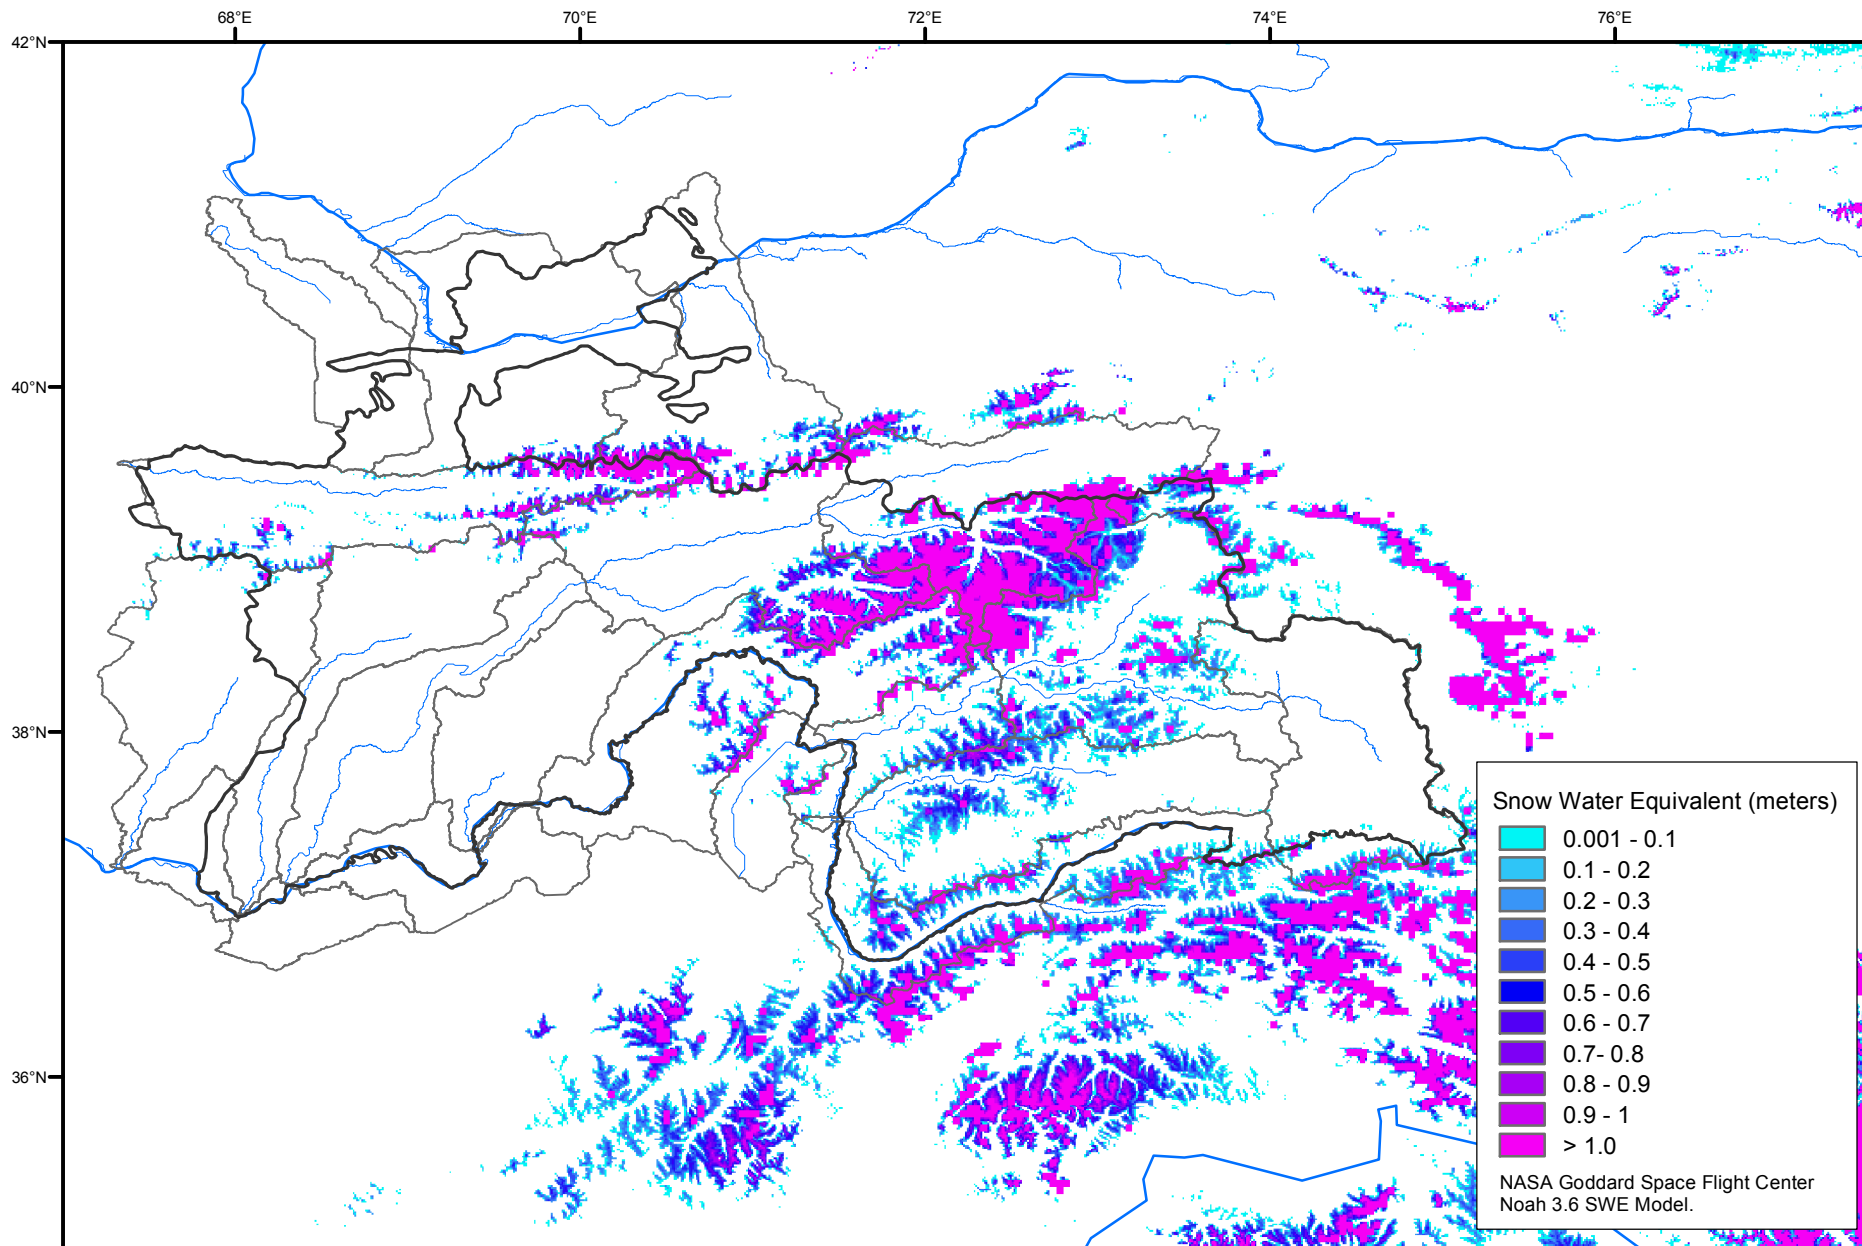 68°E
70°E
72°E
74°E
76°E
42°N
40°N
38°N
36°N
Snow Water Equivalent (meters)
0.001 - 0.1
0.1 - 0.2
0.2 - 0.3
0.3 - 0.4
0.4 - 0.5
0.5 - 0.6
0.6 - 0.7
0.7- 0.8
0.8 - 0.9
0.9 - 1
> 1.0
NASA Goddard Space Flight Center
Noah 3.6 SWE Model.